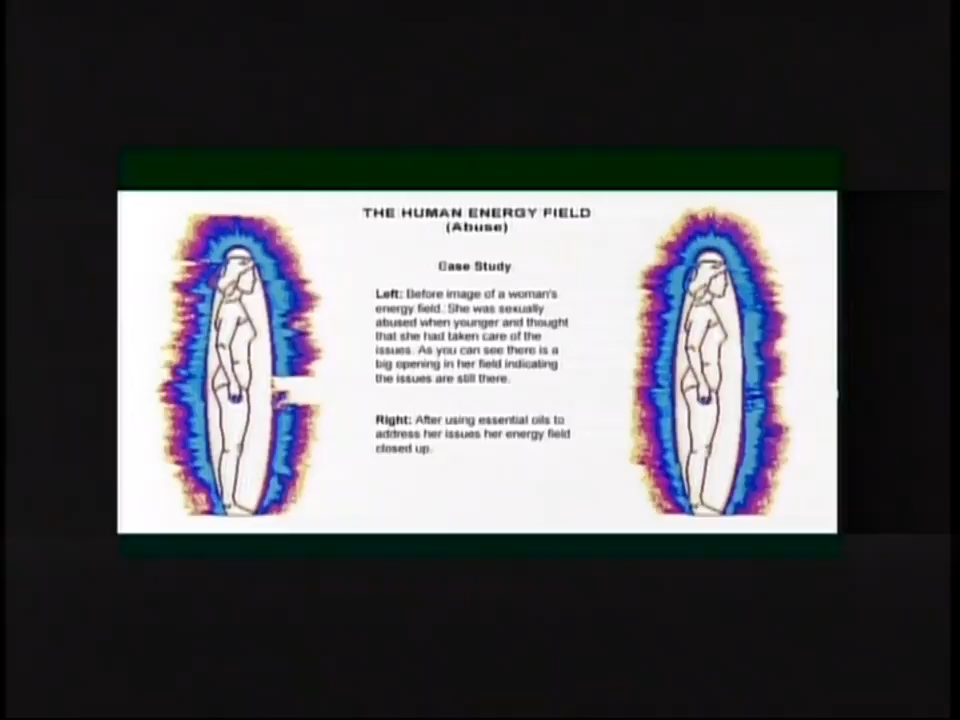 THE HUMAN ENERGY FIELD
(Abuse)
Case Study
Left: Before image of a woman's
energy field. She was sexually
abused when younger and thought
that she had taken care of the
issues. As you can see there is a
big opening in her field indicating
the issues are still there.
Right: After using essential oils to
address her issues her energy field
closed up.